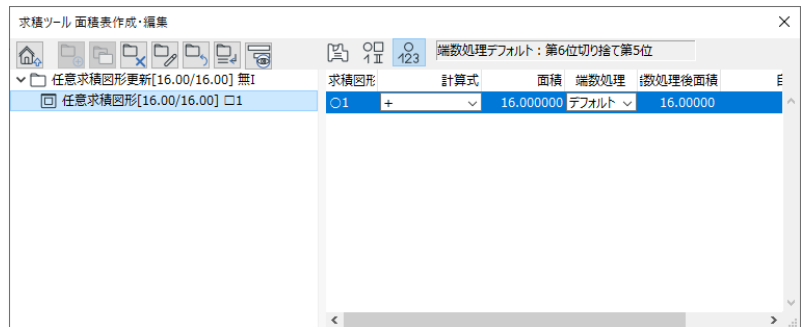 求積ツール 面積表作成・編集
端数処理デフォルト：第6位切り捨て第5位
任意求積図形更新[16.00/16.00] 無I
任意求積図形[16.00/16.00] □1
求積図形 計算式 面積 端数処理 端数処理後面積
○1 + 16.000000 デフォルト 16.00000